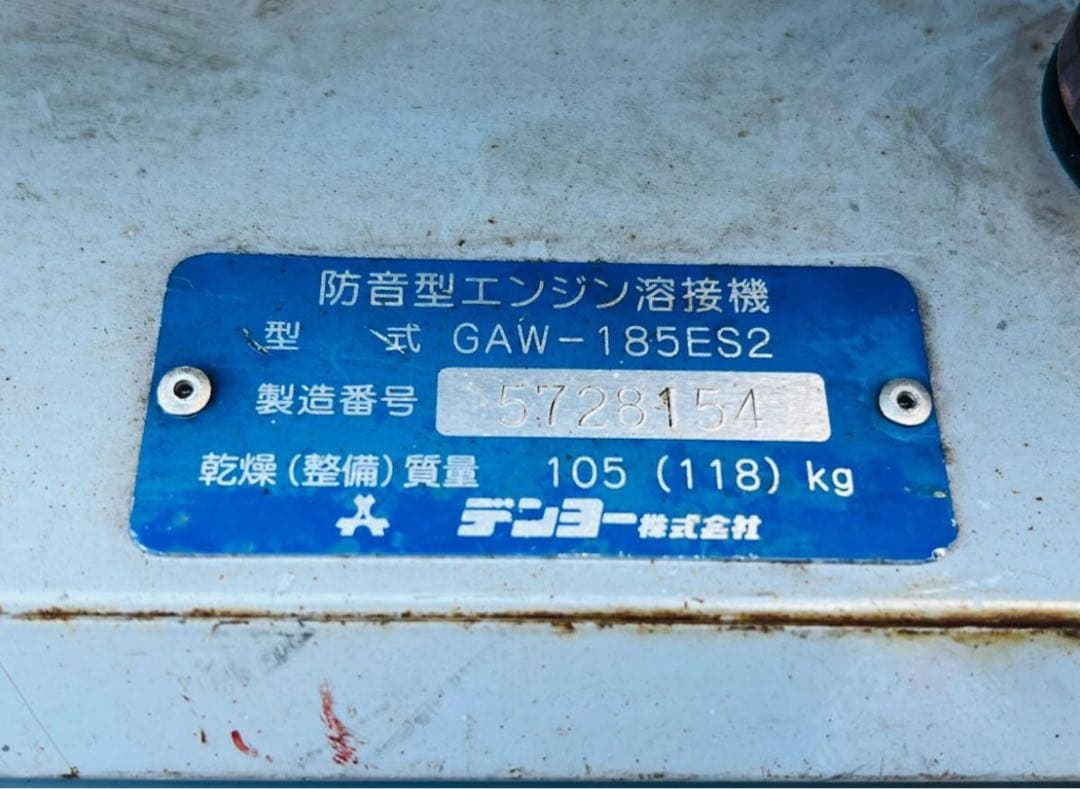 防音型エンジン溶接機
型 式 GAW-185ES2
製造番号 5728154
乾燥(整備)質量 105 (118) kg
デンヨー株式会社